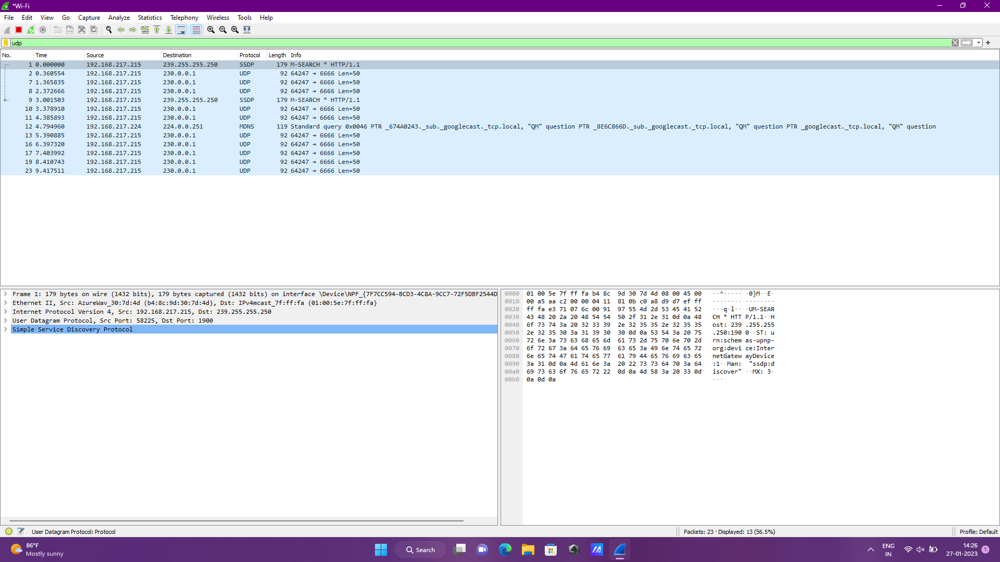 *Wi-Fi
File Edit View Go Capture Analyze Statistics Telephony Wireless Tools Help
udp
No. Time Source Destination Protocol Length Info
1 0.000000 192.168.217.215 239.255.255.250 SSDP 179 M-SEARCH * HTTP/1.1
2 0.360554 192.168.217.215 230.0.0.1 UDP 92 64247 → 6666 Len=50
7 1.365835 192.168.217.215 230.0.0.1 UDP 92 64247 → 6666 Len=50
8 2.372666 192.168.217.215 230.0.0.1 UDP 92 64247 → 6666 Len=50
9 3.001503 192.168.217.215 239.255.255.250 SSDP 179 M-SEARCH * HTTP/1.1
10 3.378910 192.168.217.215 230.0.0.1 UDP 92 64247 → 6666 Len=50
11 4.385893 192.168.217.215 230.0.0.1 UDP 92 64247 → 6666 Len=50
12 4.794960 192.168.217.224 224.0.0.251 MDNS 119 Standard query 0x0046 PTR _674A0243._sub._googlecast._tcp.local, "QM" question PTR _8E6C866D._sub._googlecast._tcp.local, "QM" question PTR _googlecast._tcp.local, "QM" question
13 5.390885 192.168.217.215 230.0.0.1 UDP 92 64247 → 6666 Len=50
16 6.397320 192.168.217.215 230.0.0.1 UDP 92 64247 → 6666 Len=50
17 7.403992 192.168.217.215 230.0.0.1 UDP 92 64247 → 6666 Len=50
19 8.410743 192.168.217.215 230.0.0.1 UDP 92 64247 → 6666 Len=50
23 9.417511 192.168.217.215 230.0.0.1 UDP 92 64247 → 6666 Len=50
Frame 1: 179 bytes on wire (1432 bits), 179 bytes captured (1432 bits) on interface \Device\NPF_{7F7CC594-BCD3-4C8A-9CC7-72F5DBF2544D
Ethernet II, Src: AzureWav_30:7d:4d (b4:8c:9d:30:7d:4d), Dst: IPv4mcast_7f:ff:fa (01:00:5e:7f:ff:fa)
Internet Protocol Version 4, Src: 192.168.217.215, Dst: 239.255.255.250
User Datagram Protocol, Src Port: 58225, Dst Port: 1900
Simple Service Discovery Protocol
0000 01 00 5e 7f ff fa b4 8c 9d 30 7d 4d 08 00 45 00 ··^····· ·0}M··E·
0010 00 a5 aa c2 00 00 04 11 81 0b c0 a8 d9 d7 ef ff ········ ········
0020 ff fa e3 71 07 6c 00 91 97 55 4d 2d 53 45 41 52 ···q·l·· ·UM-SEAR
0030 43 48 20 2a 20 48 54 54 50 2f 31 2e 31 0d 0a 48 CH * HTT P/1.1··H
0040 6f 73 74 3a 20 32 33 39 2e 32 35 35 2e 32 35 35 ost: 239 .255.255
0050 2e 32 35 30 3a 31 39 30 30 0d 0a 53 54 3a 20 75 .250:190 0··ST: u
0060 72 6e 3a 73 63 68 65 6d 61 73 2d 75 70 6e 70 2d rn:schem as-upnp-
0070 6f 72 67 3a 64 65 76 69 63 65 3a 49 6e 74 65 72 org:devi ce:Inter
0080 6e 65 74 47 61 74 65 77 61 79 44 65 76 69 63 65 netGatew ayDevice
0090 3a 31 0d 0a 4d 61 6e 3a 20 22 73 73 64 70 3a 64 :1··Man: "ssdp:d
00a0 69 73 63 6f 76 65 72 22 0d 0a 4d 58 3a 20 33 0d iscover" ··MX: 3·
00b0 0a 0d 0a ···
User Datagram Protocol: Protocol
Packets: 23 · Displayed: 13 (56.5%)
Profile: Default
86°F
Mostly sunny
Search
ENG
IN
14:26
27-01-2023
1